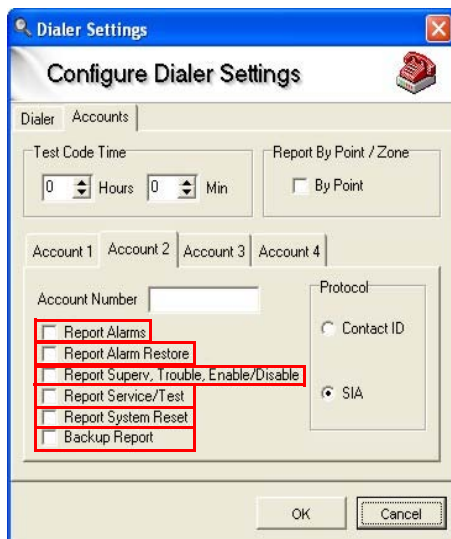 Dialer Settings
Configure Dialer Settings
Dialer Accounts
Test Code Time Report By Point / Zone
0 Hours 0 Min By Point
Account 1 Account 2 Account 3 Account 4
Account Number Protocol
Report Alarms Contact ID
Report Alarm Restore
Report Superv, Trouble, Enable/Disable
Report Service/Test SIA
Report System Reset
Backup Report
OK Cancel